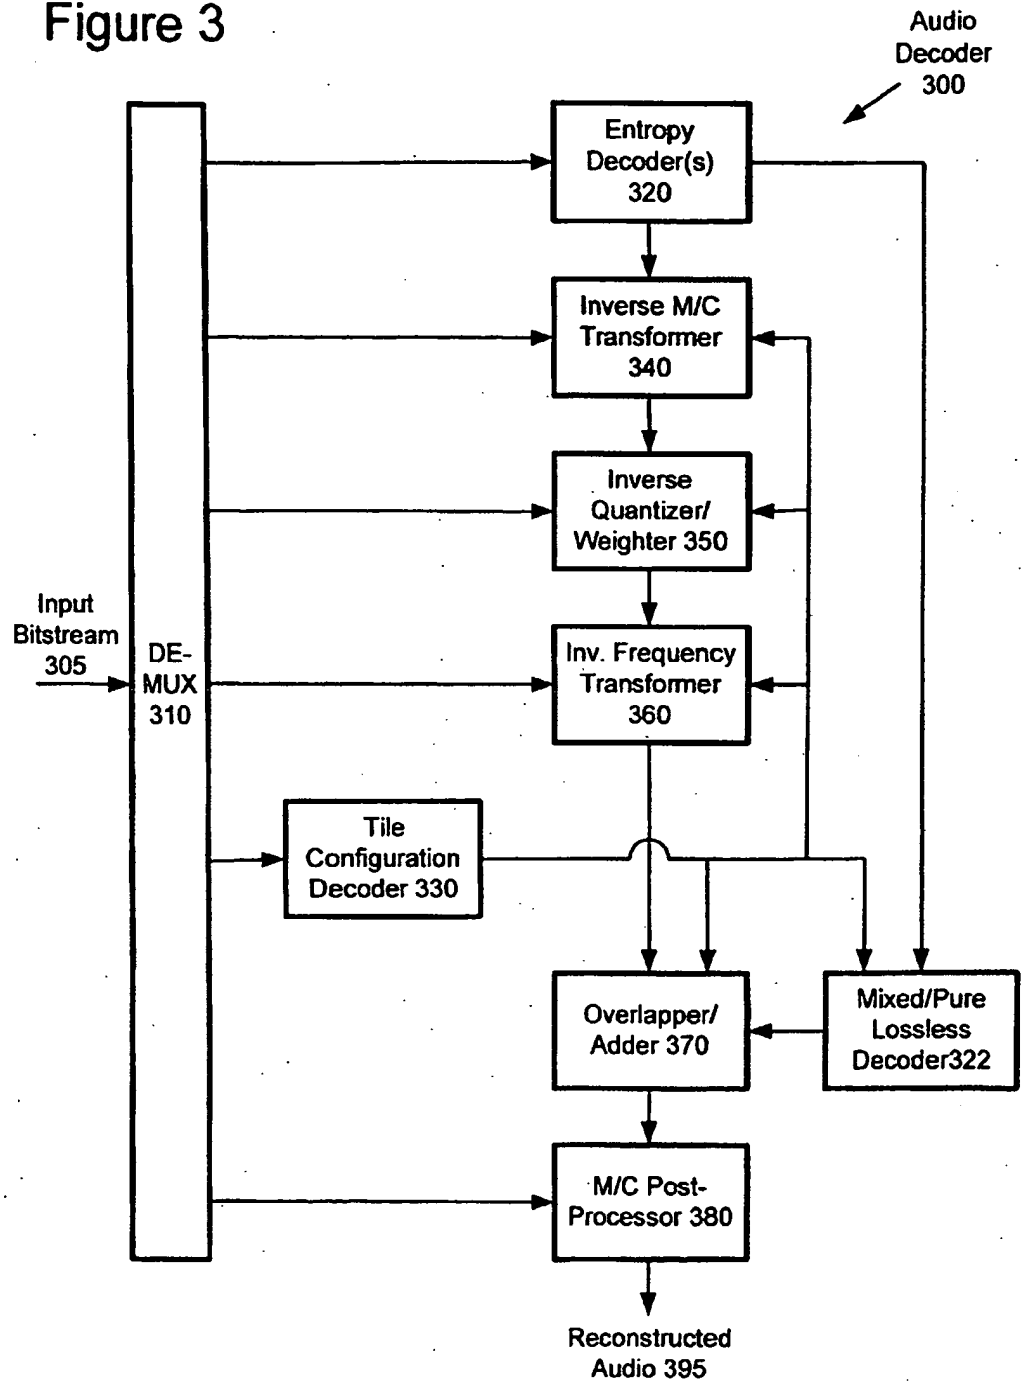 Figure 3
Audio
Decoder
300
Entropy
Decoder(s)
320
Inverse M/C
Transformer
340
Inverse
Quantizer/
Weighter 350
Input
Bitstream
305
DE-
MUX
310
Inv. Frequency
Transformer
360
Tile
Configuration
Decoder 330
Overlapper/
Adder 370
Mixed/Pure
Lossless
Decoder322
M/C Post-
Processor 380
Reconstructed
Audio 395